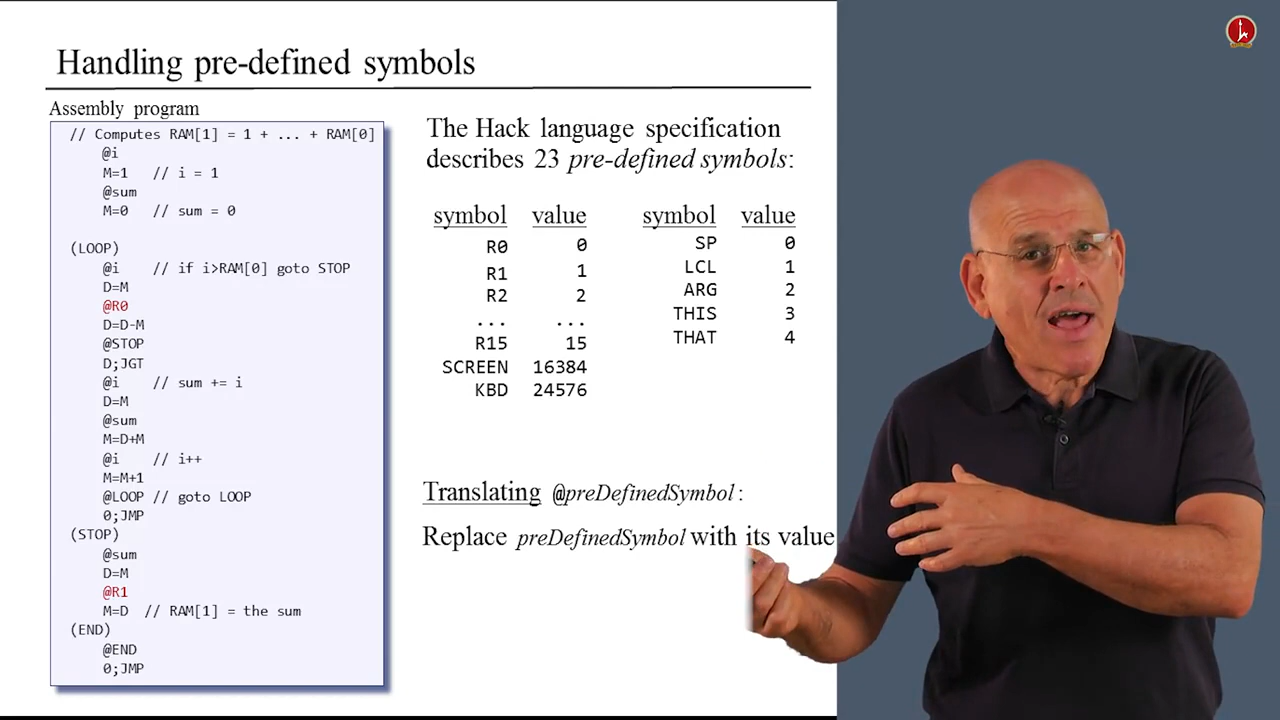 Handling pre-defined symbols
Assembly program
// Computes RAM[1] = 1 + ... + RAM[0]
@i
M=1 // i = 1
@sum
M=0 // sum = 0
(LOOP)
@i // if i>RAM[0] goto STOP
D=M
@R0
D=D-M
@STOP
D;JGT
@i // sum += i
D=M
@sum
M=D+M
@i // i++
M=M+1
@LOOP // goto LOOP
0;JMP
(STOP)
@sum
D=M
@R1
M=D // RAM[1] = the sum
(END)
@END
0;JMP
The Hack language specification
describes 23 pre-defined symbols:
symbol value
R0 0
R1 1
R2 2
... ...
R15 15
SCREEN 16384
KBD 24576
symbol value
SP 0
LCL 1
ARG 2
THIS 3
THAT 4
Translating @preDefinedSymbol:
Replace preDefinedSymbol with its value